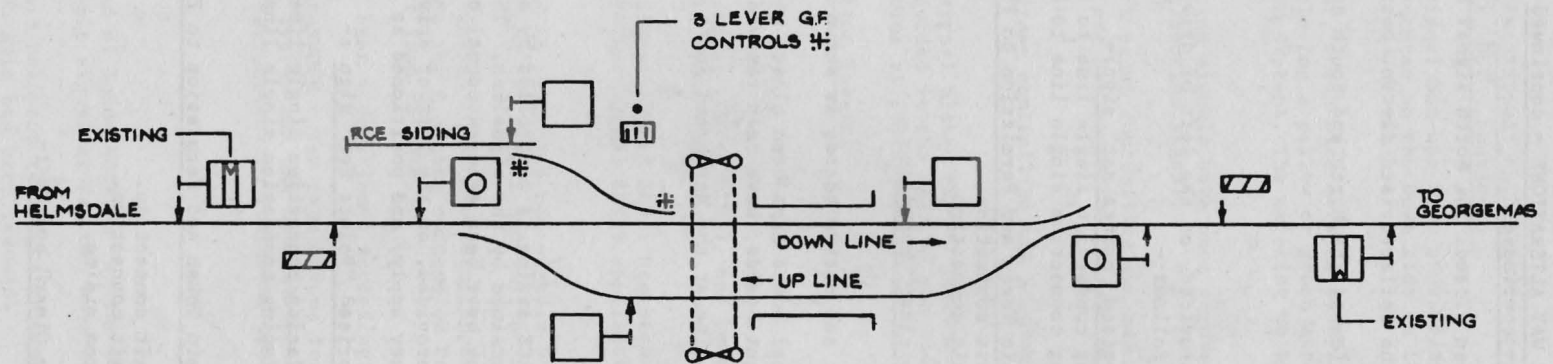 3 LEVER G.F.
CONTROLS ⁜
EXISTING
RCE SIDING
⁜
⁜
FROM
HELMSDALE
TO
GEORGEMAS
DOWN LINE →
← UP LINE
EXISTING